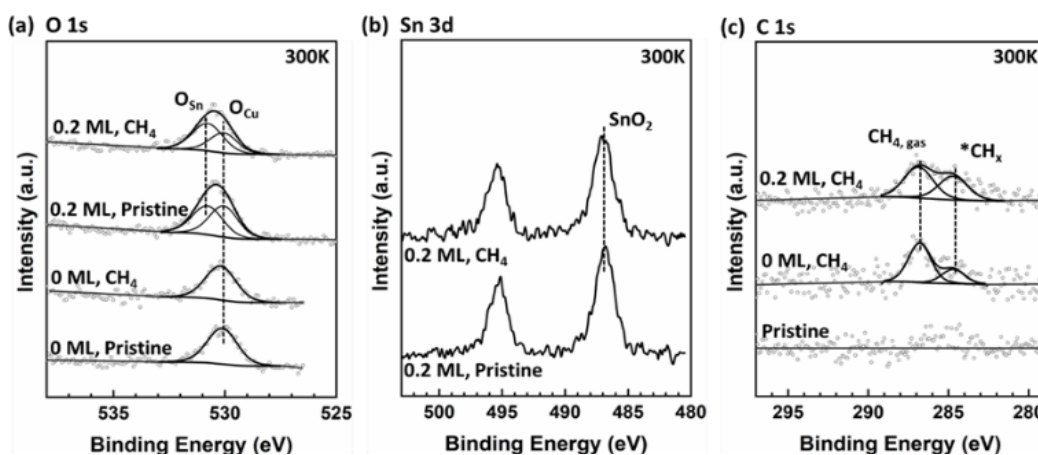 (a) O 1s
300K
O_Sn
O_Cu
0.2 ML, CH₄
0.2 ML, Pristine
0 ML, CH₄
0 ML, Pristine
Intensity (a.u.)
535 530 525
Binding Energy (eV)
(b) Sn 3d
300K
SnO₂
0.2 ML, CH₄
0.2 ML, Pristine
Intensity (a.u.)
500 495 490 485 480
Binding Energy (eV)
(c) C 1s
300K
CH₄, gas
*CHₓ
0.2 ML, CH₄
0 ML, CH₄
Pristine
Intensity (a.u.)
295 290 285 280
Binding Energy (eV)